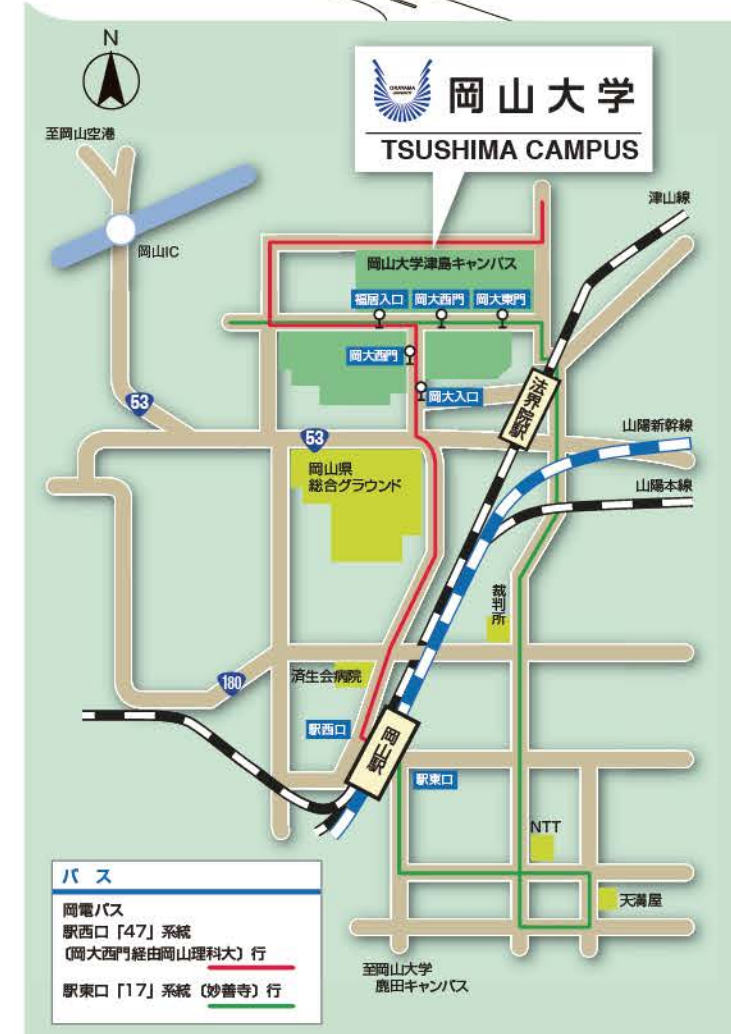 N
OKAYAMA
UNIVERSITY
岡山大学
TSUSHIMA CAMPUS
至岡山空港
津山線
岡山IC
岡山大学津島キャンパス
福居入口
岡大西門
岡大東門
岡大西門
岡大入口
法界院駅
53
53
山陽新幹線
岡山県
総合グラウンド
山陽本線
裁判所
済生会病院
180
駅西口
岡山駅
駅東口
NTT
天満屋
至岡山大学
鹿田キャンパス
バス
岡電バス
駅西口「47」系統
〔岡大西門経由岡山理科大〕行
駅東口「17」系統〔妙善寺〕行